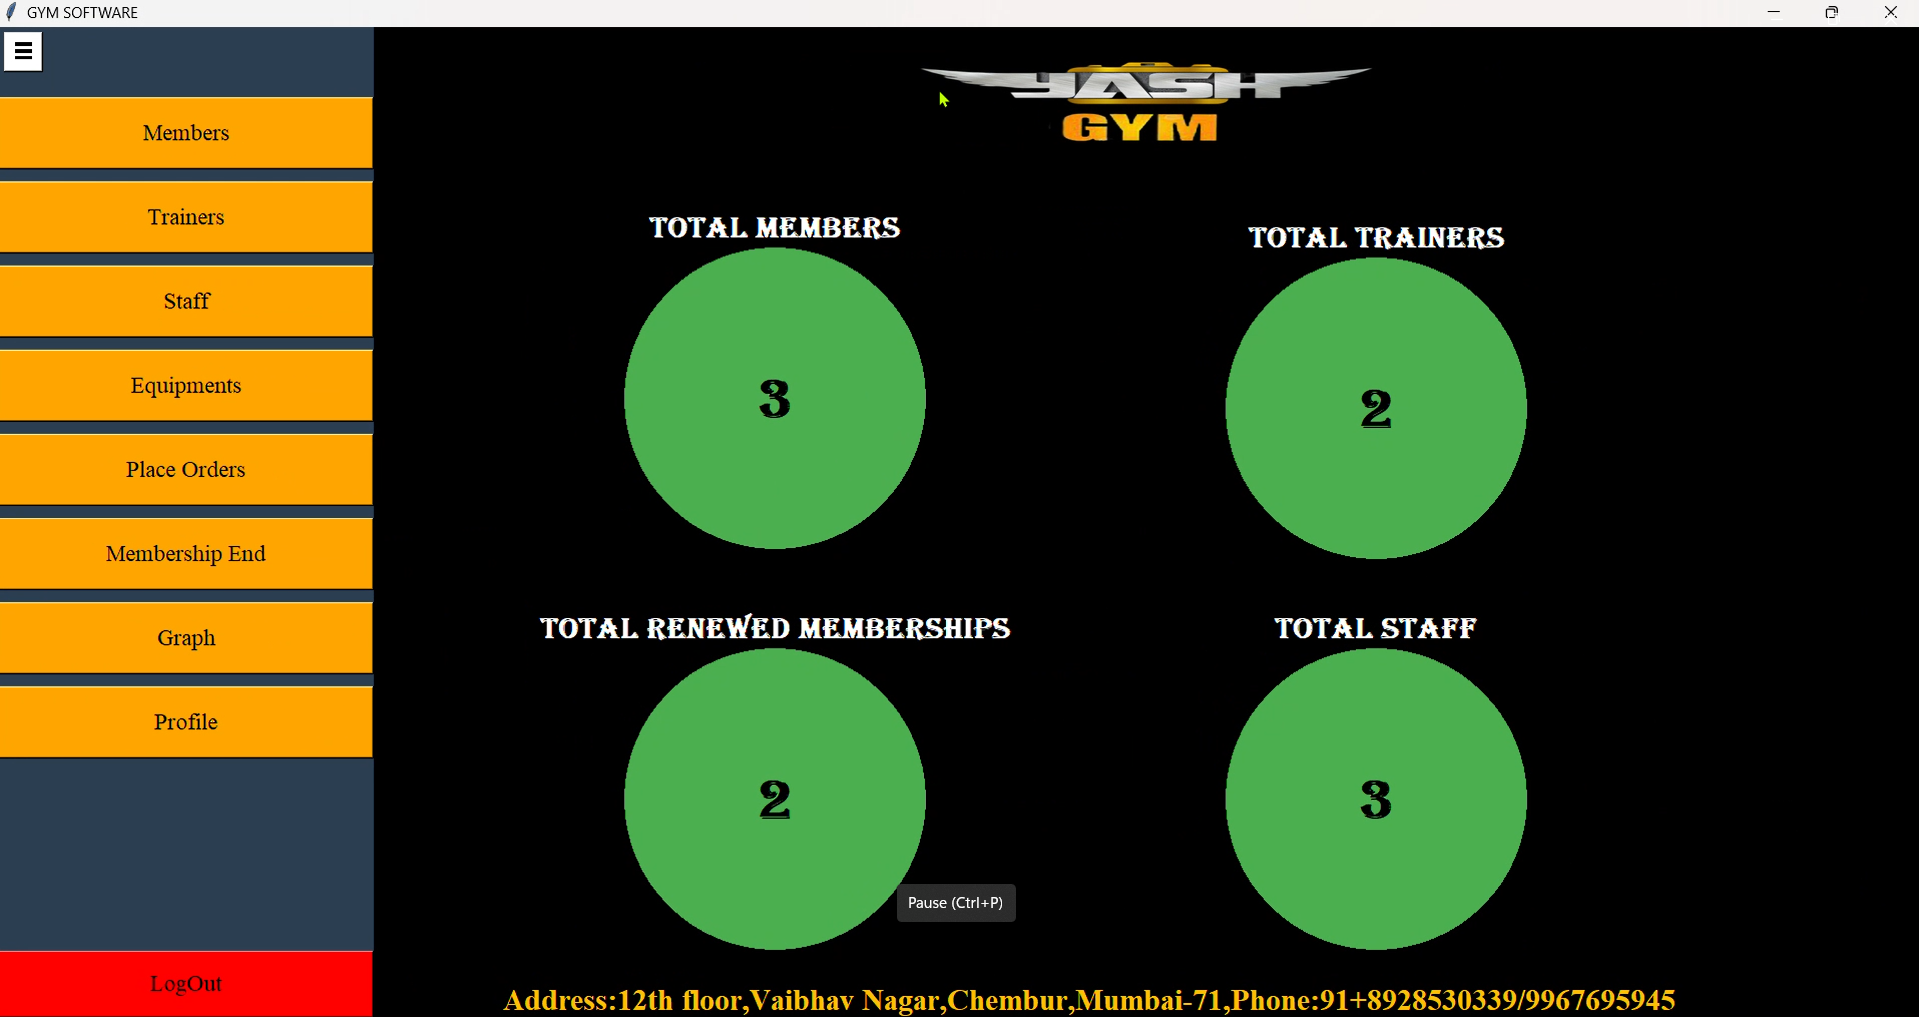 GYM SOFTWARE
Members
Trainers
Staff
Equipments
Place Orders
Membership End
Graph
Profile
LogOut
YASH
GYM
TOTAL MEMBERS
3
TOTAL TRAINERS
2
TOTAL RENEWED MEMBERSHIPS
2
TOTAL STAFF
3
Pause (Ctrl+P)
Address:12th floor,Vaibhav Nagar,Chembur,Mumbai-71,Phone:91+8928530339/9967695945